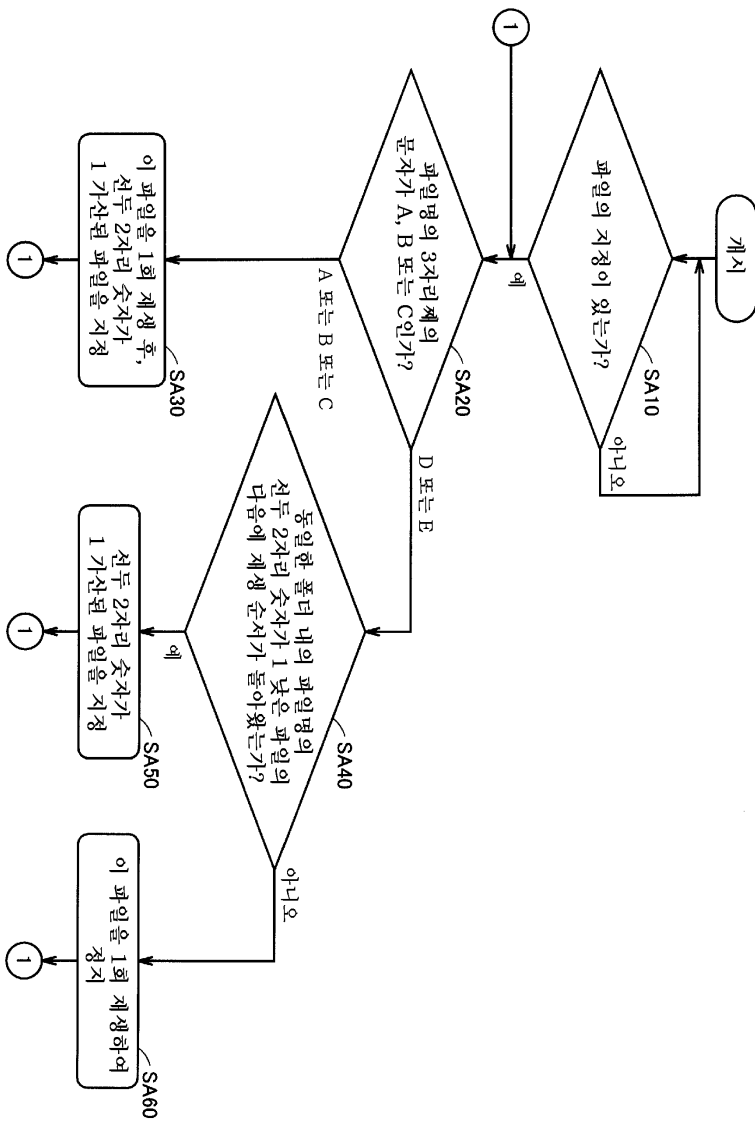 개시
파일의 지정이 있는가?
SA10
아니오
예
1
파일명의 3자리째의
문자가 A, B 또는 C인가?
SA20
D 또는 E
A 또는 B 또는 C
이 파일을 1회 재생 후,
선두 2자리 숫자가
1 가산된 파일을 지정
SA30
1
동일한 폴더 내의 파일명의
선두 2자리 숫자가 1 낮은 파일의
다음에 재생 순서가 돌아왔는가?
SA40
아니오
예
선두 2자리 숫자가
1 가산된 파일을 지정
SA50
1
이 파일을 1회 재생하여
정지
SA60
1